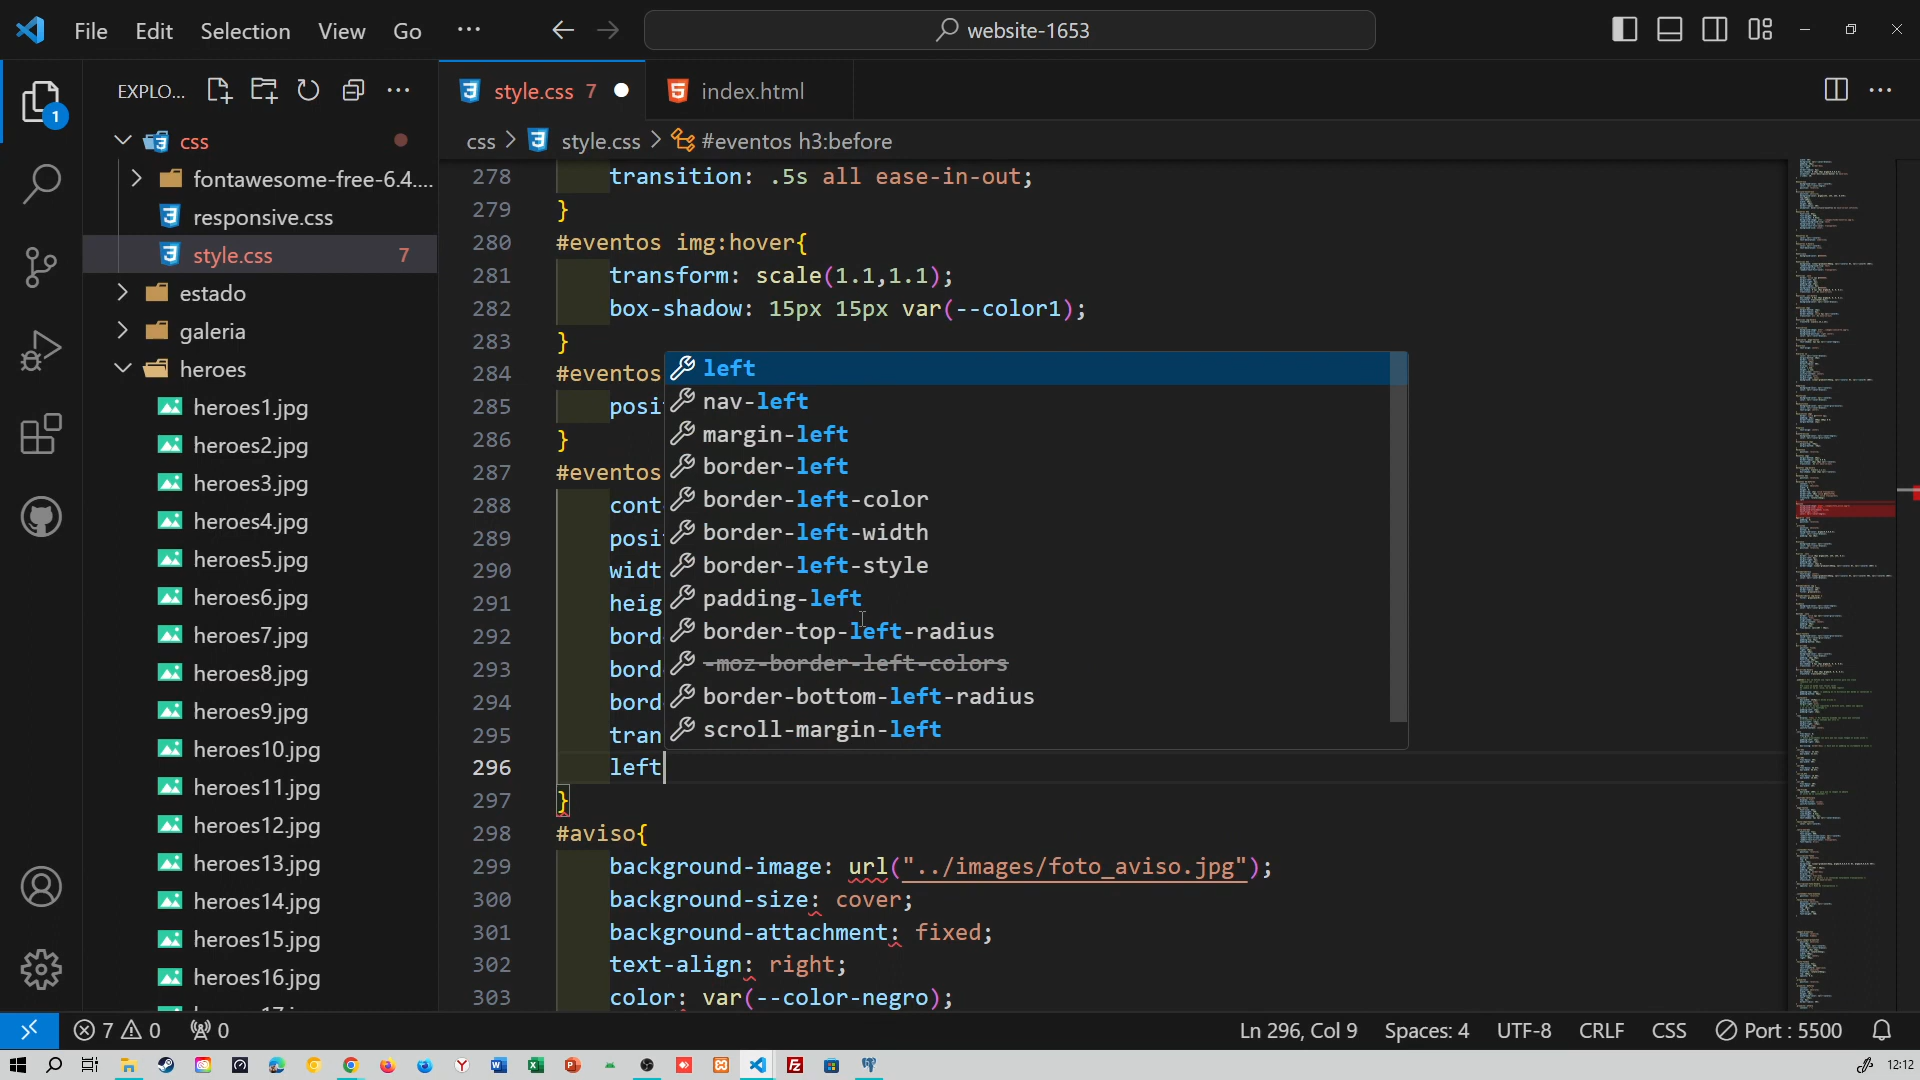 File Edit Selection View Go ··· website-1653
EXPLO...
css
fontawesome-free-6.4....
responsive.css
style.css 7
estado
galeria
heroes
heroes1.jpg
heroes2.jpg
heroes3.jpg
heroes4.jpg
heroes5.jpg
heroes6.jpg
heroes7.jpg
heroes8.jpg
heroes9.jpg
heroes10.jpg
heroes11.jpg
heroes12.jpg
heroes13.jpg
heroes14.jpg
heroes15.jpg
heroes16.jpg
1
style.css 7 index.html
css > style.css > #eventos h3:before
278 transition: .5s all ease-in-out;
279 }
280 #eventos img:hover{
281 transform: scale(1.1,1.1);
282 box-shadow: 15px 15px var(--color1);
283 }
284 #eventos
285 posi
286 }
287 #eventos
288 cont
289 posi
290 widt
291 heig
292 bord
293 bord
294 bord
295 tran
296 left
297 }
298 #aviso{
299 background-image: url("../images/foto_aviso.jpg");
300 background-size: cover;
301 background-attachment: fixed;
302 text-align: right;
303 color: var(--color-negro);
left
nav-left
margin-left
border-left
border-left-color
border-left-width
border-left-style
padding-left
border-top-left-radius
-moz-border-left-colors
border-bottom-left-radius
scroll-margin-left
7 0 0 Ln 296, Col 9 Spaces: 4 UTF-8 CRLF CSS Port : 5500
12:12